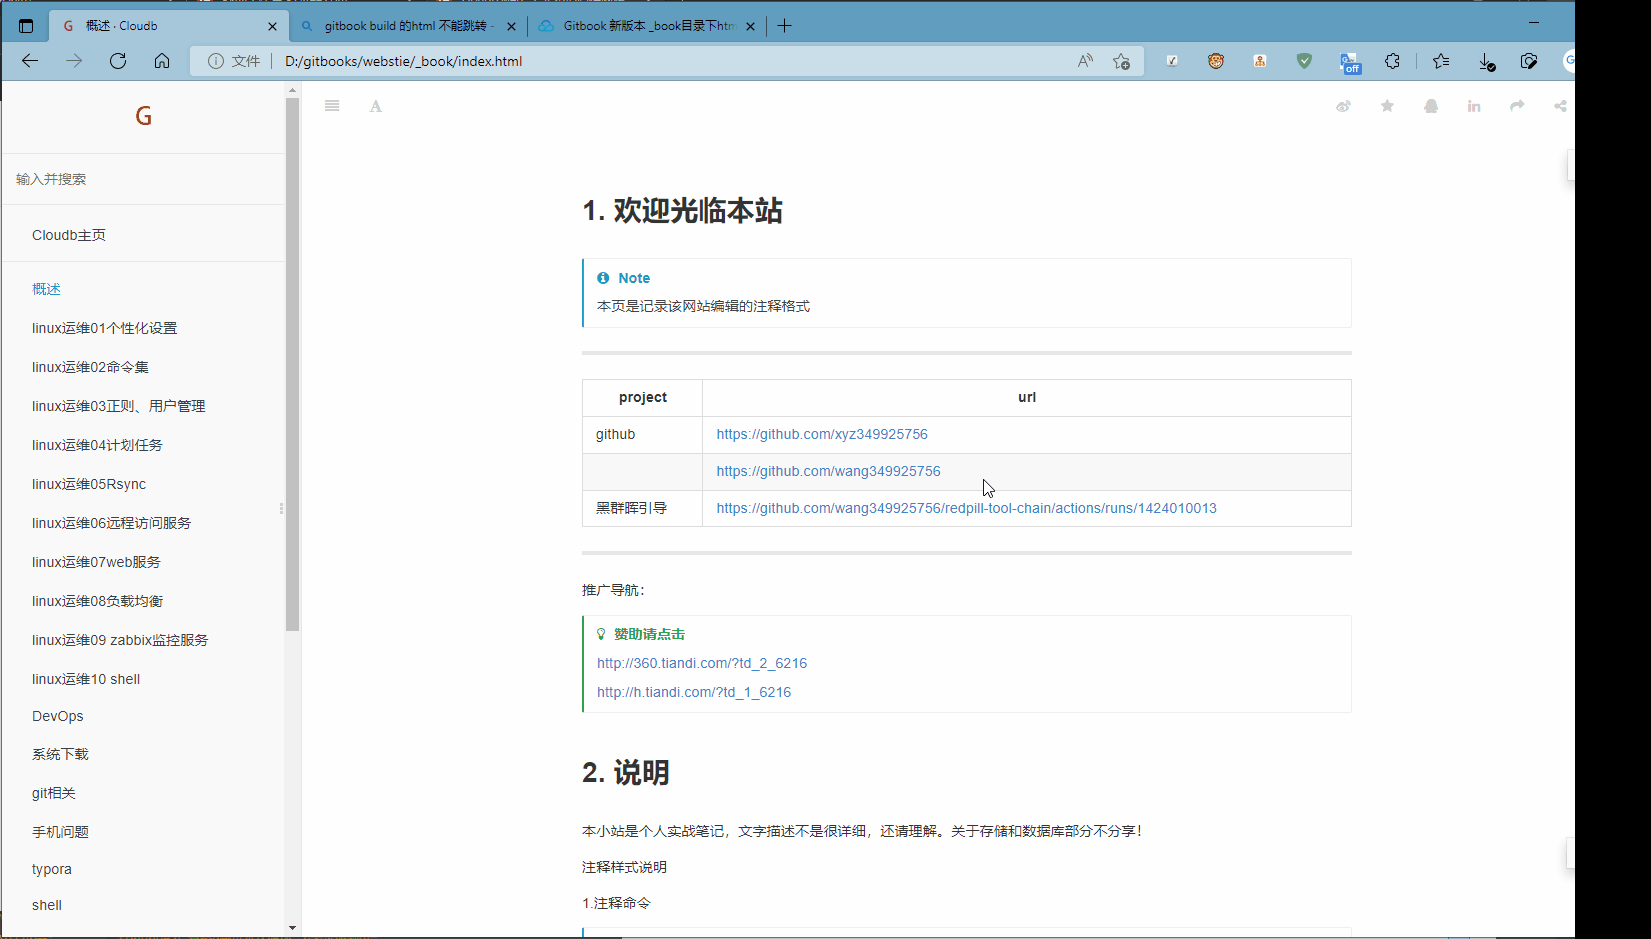 概述 · Cloudb
gitbook build 的html 不能跳转 -
Gitbook 新版本 _book目录下htm
文件
D:/gitbooks/webstie/_book/index.html
off
G
A
输入并搜索
Cloudb主页
概述
linux运维01个性化设置
linux运维02命令集
linux运维03正则、用户管理
linux运维04计划任务
linux运维05Rsync
linux运维06远程访问服务
linux运维07web服务
linux运维08负载均衡
linux运维09 zabbix监控服务
linux运维10 shell
DevOps
系统下载
git相关
手机问题
typora
shell
1. 欢迎光临本站
Note
本页是记录该网站编辑的注释格式
project url
github https://github.com/xyz349925756
https://github.com/wang349925756
黑群晖引导 https://github.com/wang349925756/redpill-tool-chain/actions/runs/1424010013
推广导航:
赞助请点击
http://360.tiandi.com/?td_2_6216
http://h.tiandi.com/?td_1_6216
2. 说明
本小站是个人实战笔记，文字描述不是很详细，还请理解。关于存储和数据库部分不分享！
注释样式说明
1.注释命令